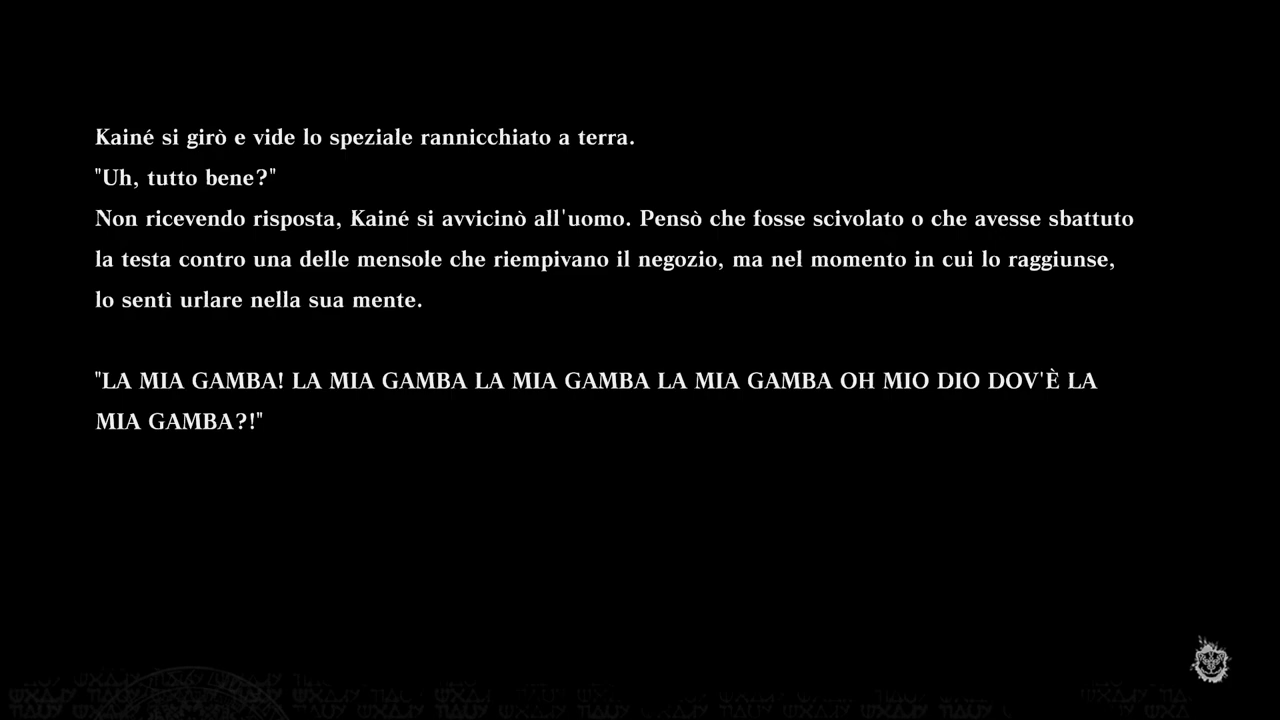 Kainé si girò e vide lo speziale rannicchiato a terra.
"Uh, tutto bene?"
Non ricevendo risposta, Kainé si avvicinò all'uomo. Pensò che fosse scivolato o che avesse sbattuto
la testa contro una delle mensole che riempivano il negozio, ma nel momento in cui lo raggiunse,
lo sentì urlare nella sua mente.
"LA MIA GAMBA! LA MIA GAMBA LA MIA GAMBA LA MIA GAMBA OH MIO DIO DOV'È LA
MIA GAMBA?!"